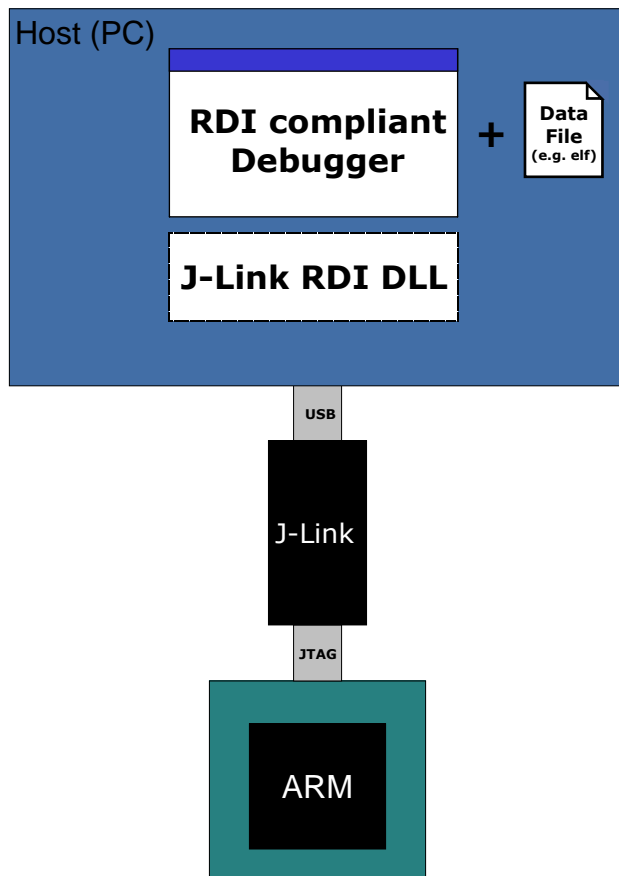 Host (PC)
RDI compliant
Debugger
+
Data
File
(e.g. elf)
J-Link RDI DLL
USB
J-Link
JTAG
ARM